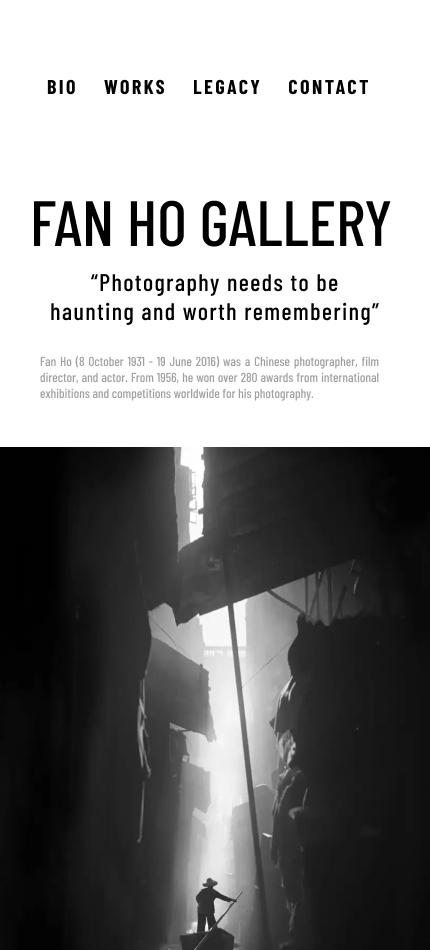 BIO WORKS LEGACY CONTACT
FAN HO GALLERY
“Photography needs to be
haunting and worth remembering”
Fan Ho (8 October 1931 - 19 June 2016) was a Chinese photographer, film
director, and actor. From 1956, he won over 280 awards from international
exhibitions and competitions worldwide for his photography.